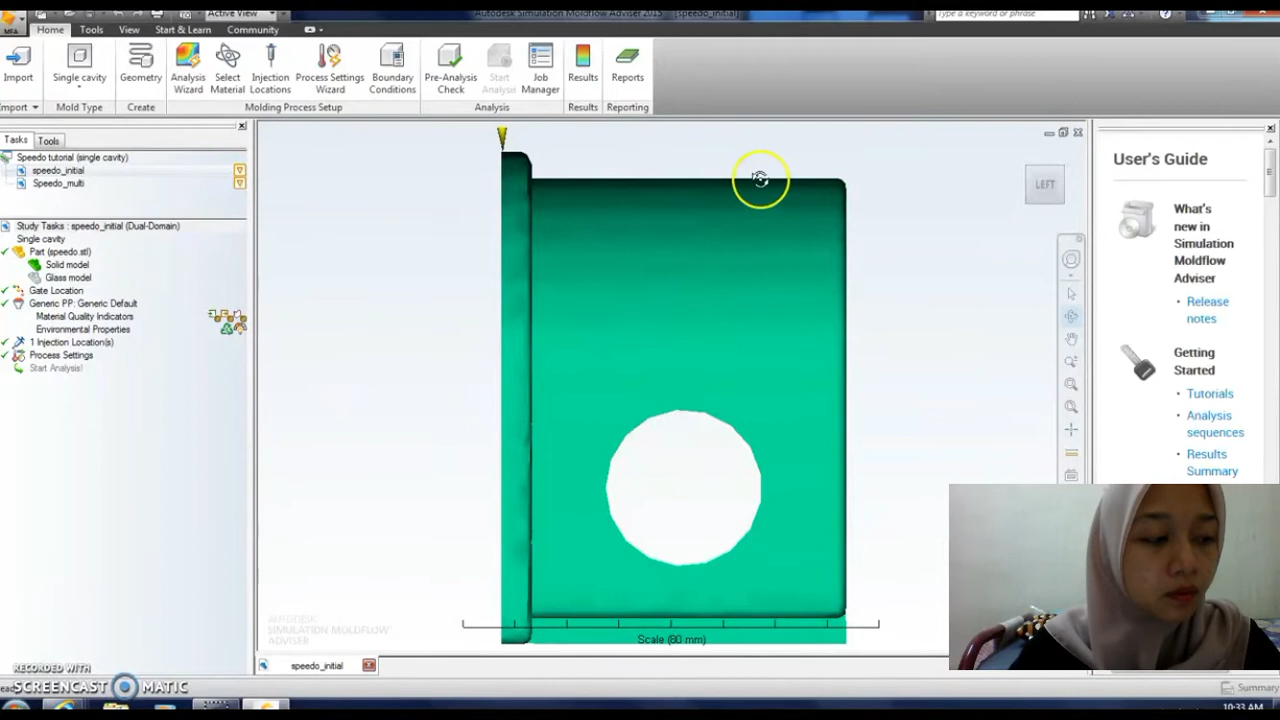 Active View
Autodesk Simulation Moldflow Adviser 2015 [speedo_initial]
Type a keyword or phrase
MFA
Home Tools View Start & Learn Community
Import
Single cavity
Geometry
Analysis Wizard
Select Material
Injection Locations
Process Settings Wizard
Boundary Conditions
Pre-Analysis Check
Start Analysis
Job Manager
Results
Reports
Import Mold Type Create Molding Process Setup Analysis Results Reporting
Tasks Tools
Speedo tutorial (single cavity)
speedo_initial
Speedo_multi
Study Tasks : speedo_initial (Dual-Domain)
Single cavity
Part (speedo.stl)
Solid model
Glass model
Gate Location
Generic PP: Generic Default
Material Quality Indicators
Environmental Properties
1 Injection Location(s)
Process Settings
Start Analysis!
LEFT
Scale (80 mm)
AUTODESK
SIMULATION MOLDFLOW
ADVISER
speedo_initial
User's Guide
What's
new in
Simulation
Moldflow
Adviser
Release
notes
Getting
Started
Tutorials
Analysis
sequences
Results
Summary
RECORDED WITH
SCREENCAST MATIC
Summary
10:33 AM